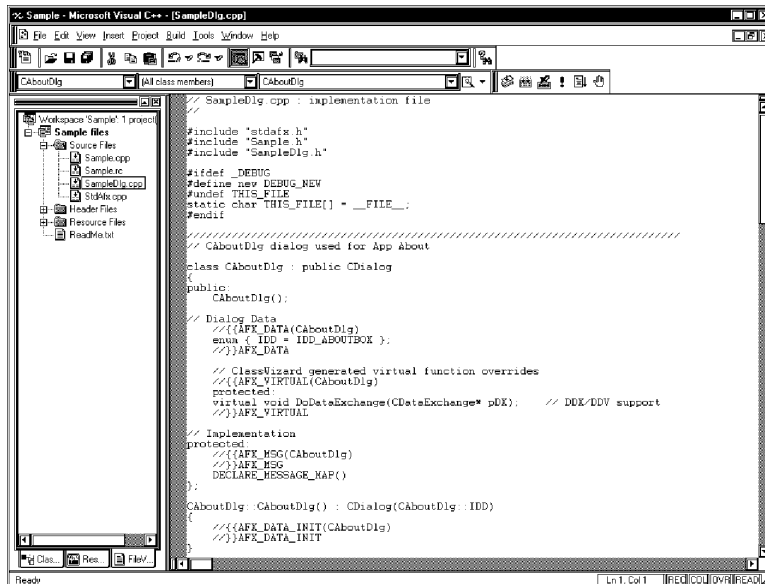 Sample - Microsoft Visual C++ - [SampleDlg.cpp]
File Edit View Insert Project Build Tools Window Help
CAboutDlg
(All class members)
CAboutDlg
Workspace 'Sample': 1 project(
Sample files
Source Files
Sample.cpp
Sample.rc
SampleDlg.cpp
StdAfx.cpp
Header Files
Resource Files
ReadMe.txt
Clas...
Res...
FileV...
// SampleDlg.cpp : implementation file
//
#include "stdafx.h"
#include "Sample.h"
#include "SampleDlg.h"
#ifdef _DEBUG
#define new DEBUG_NEW
#undef THIS_FILE
static char THIS_FILE[] = __FILE__;
#endif
/////////////////////////////////////////////////////////////////////////////
// CAboutDlg dialog used for App About
class CAboutDlg : public CDialog
{
public:
CAboutDlg();
// Dialog Data
//{{AFX_DATA(CAboutDlg)
enum { IDD = IDD_ABOUTBOX };
//}}AFX_DATA
// ClassWizard generated virtual function overrides
//{{AFX_VIRTUAL(CAboutDlg)
protected:
virtual void DoDataExchange(CDataExchange* pDX); // DDX/DDV support
//}}AFX_VIRTUAL
// Implementation
protected:
//{{AFX_MSG(CAboutDlg)
//}}AFX_MSG
DECLARE_MESSAGE_MAP()
};
CAboutDlg::CAboutDlg() : CDialog(CAboutDlg::IDD)
{
//{{AFX_DATA_INIT(CAboutDlg)
//}}AFX_DATA_INIT
}
Ready
Ln 1, Col 1 REC COL OVR READ